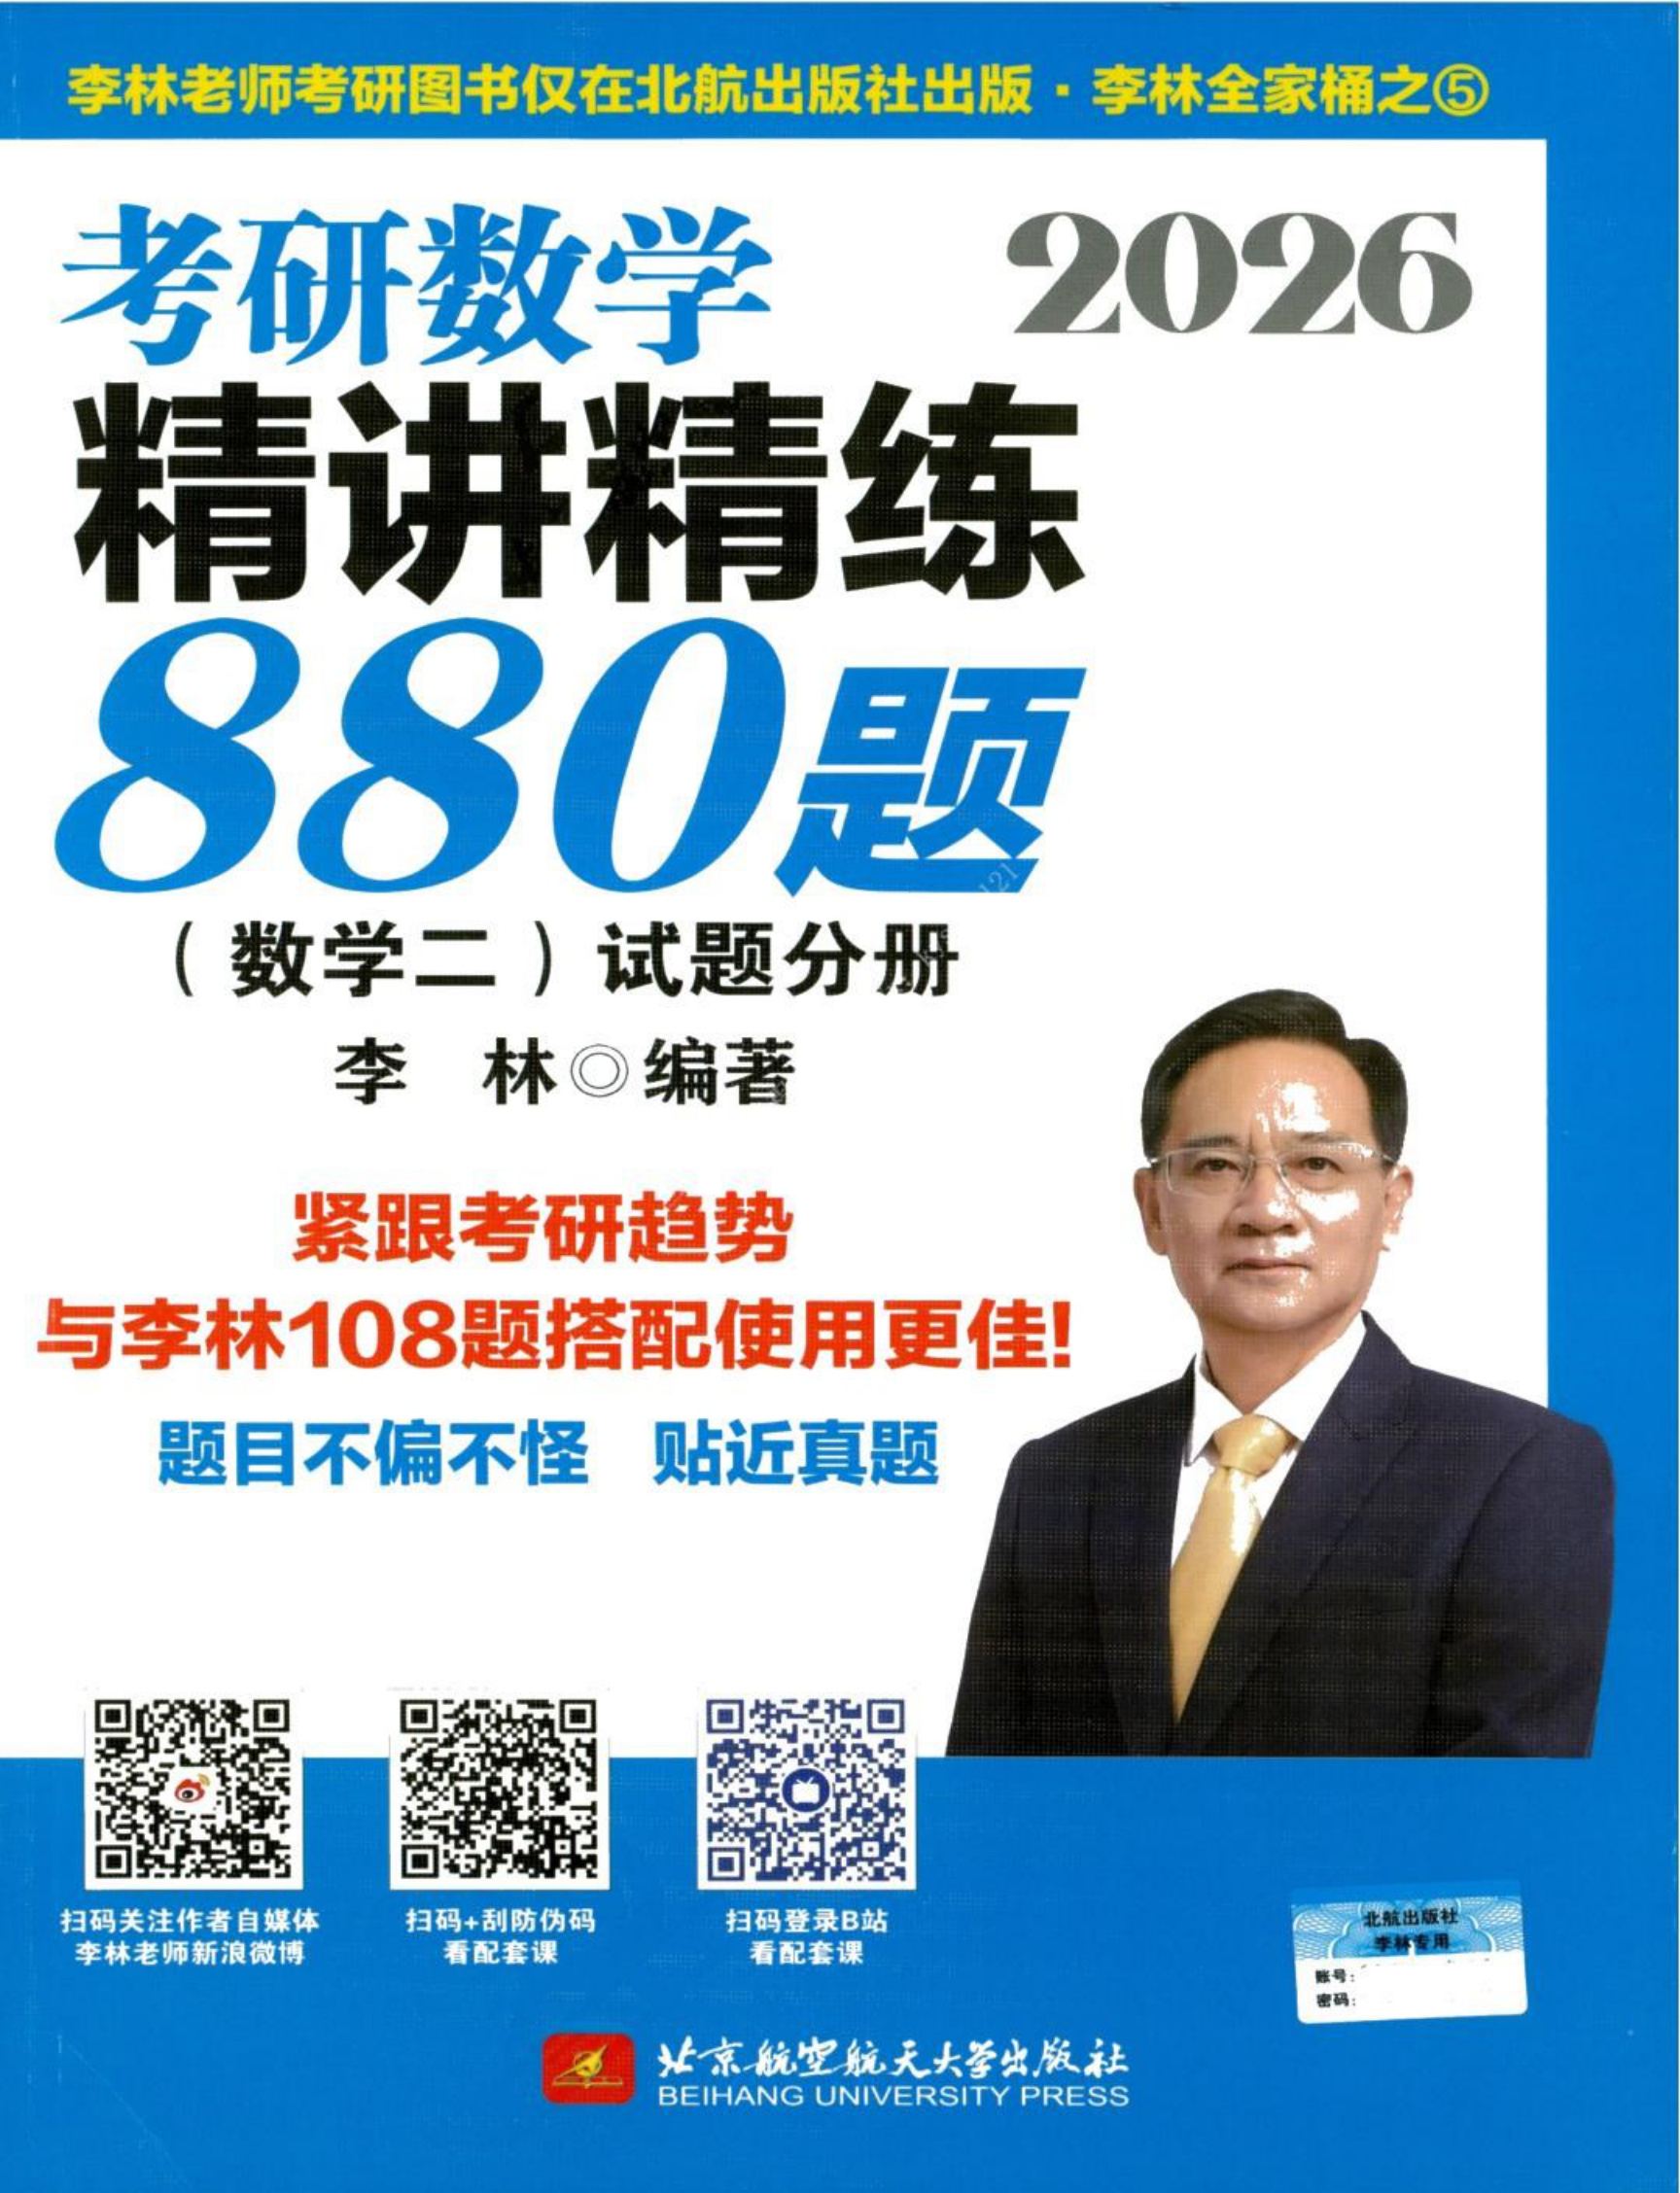 李林老师考研图书仅在北航出版社出版·李林全家桶之⑤
考研数学 2026
精讲精练
880题
（数学二）试题分册
李 林◎编著
紧跟考研趋势
与李林108题搭配使用更佳!
题目不偏不怪 贴近真题
扫码关注作者自媒体
李林老师新浪微博
扫码+刮防伪码
看配套课
扫码登录B站
看配套课
北航出版社
李林专用
账号:
密码:
北京航空航天大学出版社
BEIHANG UNIVERSITY PRESS